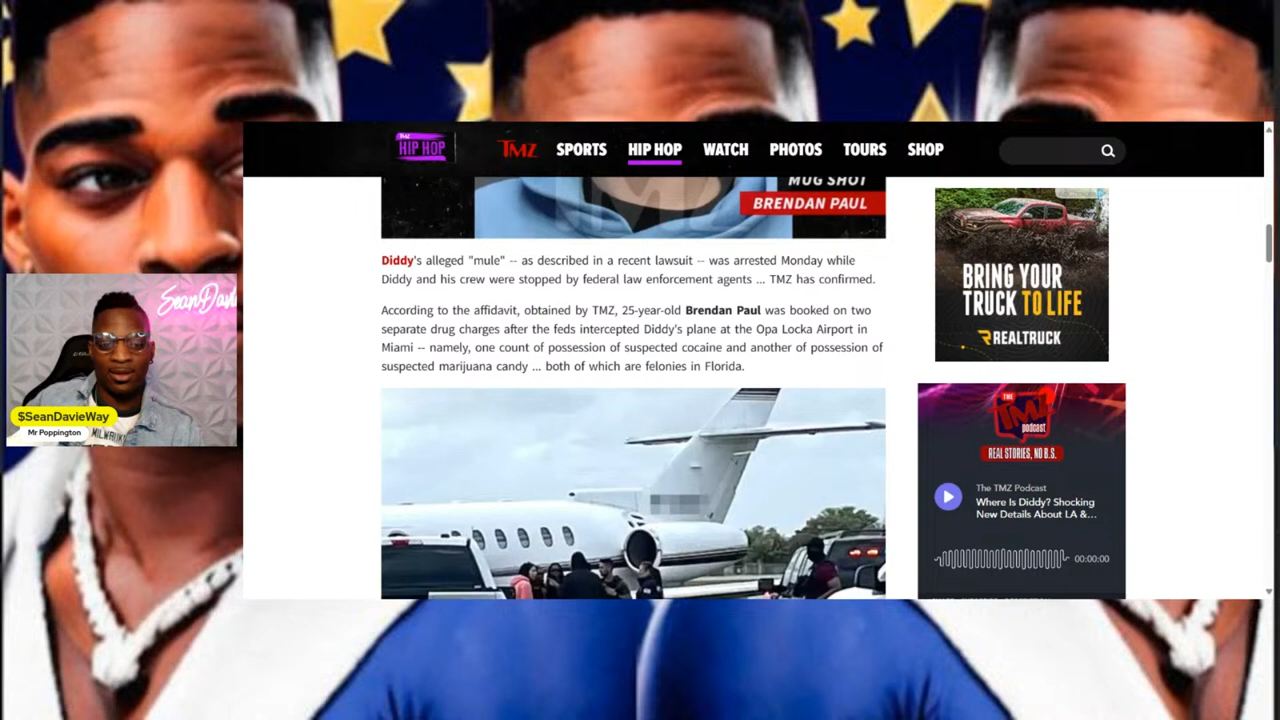 TMZ
HIP HOP
TMZ
SPORTS
HIP HOP
WATCH
PHOTOS
TOURS
SHOP
MUG SHOT
BRENDAN PAUL
Diddy's alleged "mule" -- as described in a recent lawsuit -- was arrested Monday while
Diddy and his crew were stopped by federal law enforcement agents ... TMZ has confirmed.
According to the affidavit, obtained by TMZ, 25-year-old Brendan Paul was booked on two
separate drug charges after the feds intercepted Diddy's plane at the Opa Locka Airport in
Miami -- namely, one count of possession of suspected cocaine and another of possession of
suspected marijuana candy ... both of which are felonies in Florida.
BRING YOUR
TRUCK TO LIFE
REALTRUCK
THE
TMZ
podcast
REAL STORIES, NO B.S.
The TMZ Podcast
Where Is Diddy? Shocking
New Details About LA &...
00:00:00
SeanDavi
$SeanDavieWay
Mr Poppington